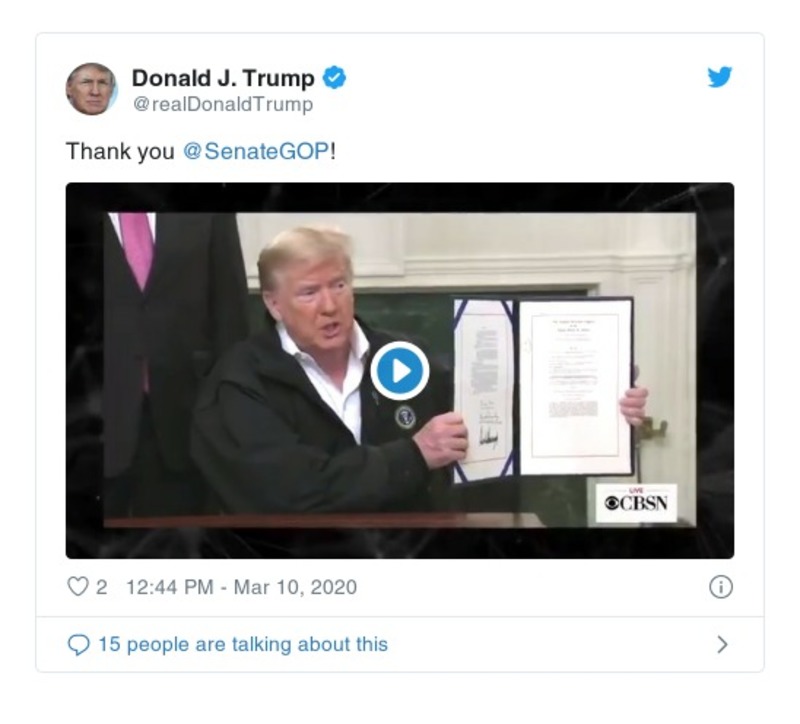 Donald J. Trump
@realDonaldTrump
Thank you @SenateGOP!
LIVE
CBSN
2 12:44 PM - Mar 10, 2020
15 people are talking about this